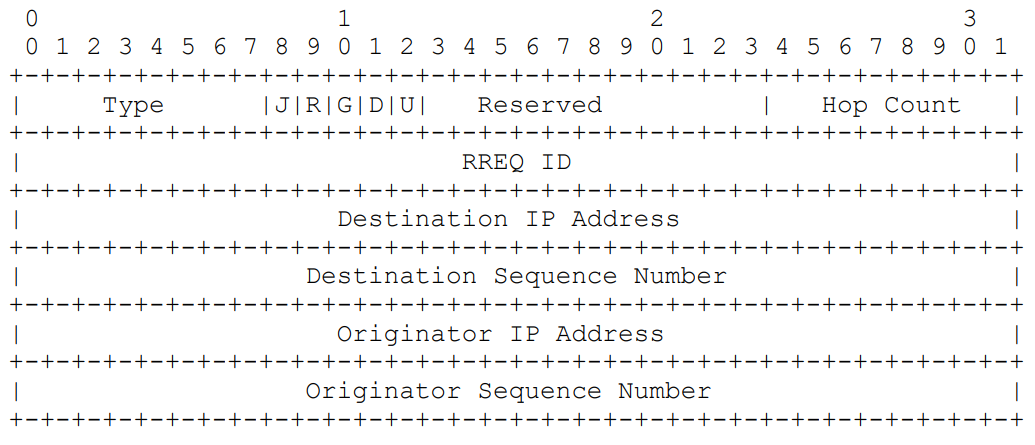 0                   1                   2                   3
 0 1 2 3 4 5 6 7 8 9 0 1 2 3 4 5 6 7 8 9 0 1 2 3 4 5 6 7 8 9 0 1
+-+-+-+-+-+-+-+-+-+-+-+-+-+-+-+-+-+-+-+-+-+-+-+-+-+-+-+-+-+-+-+-+
|     Type      |J|R|G|D|U|   Reserved          |   Hop Count   |
+-+-+-+-+-+-+-+-+-+-+-+-+-+-+-+-+-+-+-+-+-+-+-+-+-+-+-+-+-+-+-+-+
|                            RREQ ID                            |
+-+-+-+-+-+-+-+-+-+-+-+-+-+-+-+-+-+-+-+-+-+-+-+-+-+-+-+-+-+-+-+-+
|                    Destination IP Address                     |
+-+-+-+-+-+-+-+-+-+-+-+-+-+-+-+-+-+-+-+-+-+-+-+-+-+-+-+-+-+-+-+-+
|                  Destination Sequence Number                  |
+-+-+-+-+-+-+-+-+-+-+-+-+-+-+-+-+-+-+-+-+-+-+-+-+-+-+-+-+-+-+-+-+
|                    Originator IP Address                      |
+-+-+-+-+-+-+-+-+-+-+-+-+-+-+-+-+-+-+-+-+-+-+-+-+-+-+-+-+-+-+-+-+
|                  Originator Sequence Number                   |
+-+-+-+-+-+-+-+-+-+-+-+-+-+-+-+-+-+-+-+-+-+-+-+-+-+-+-+-+-+-+-+-+